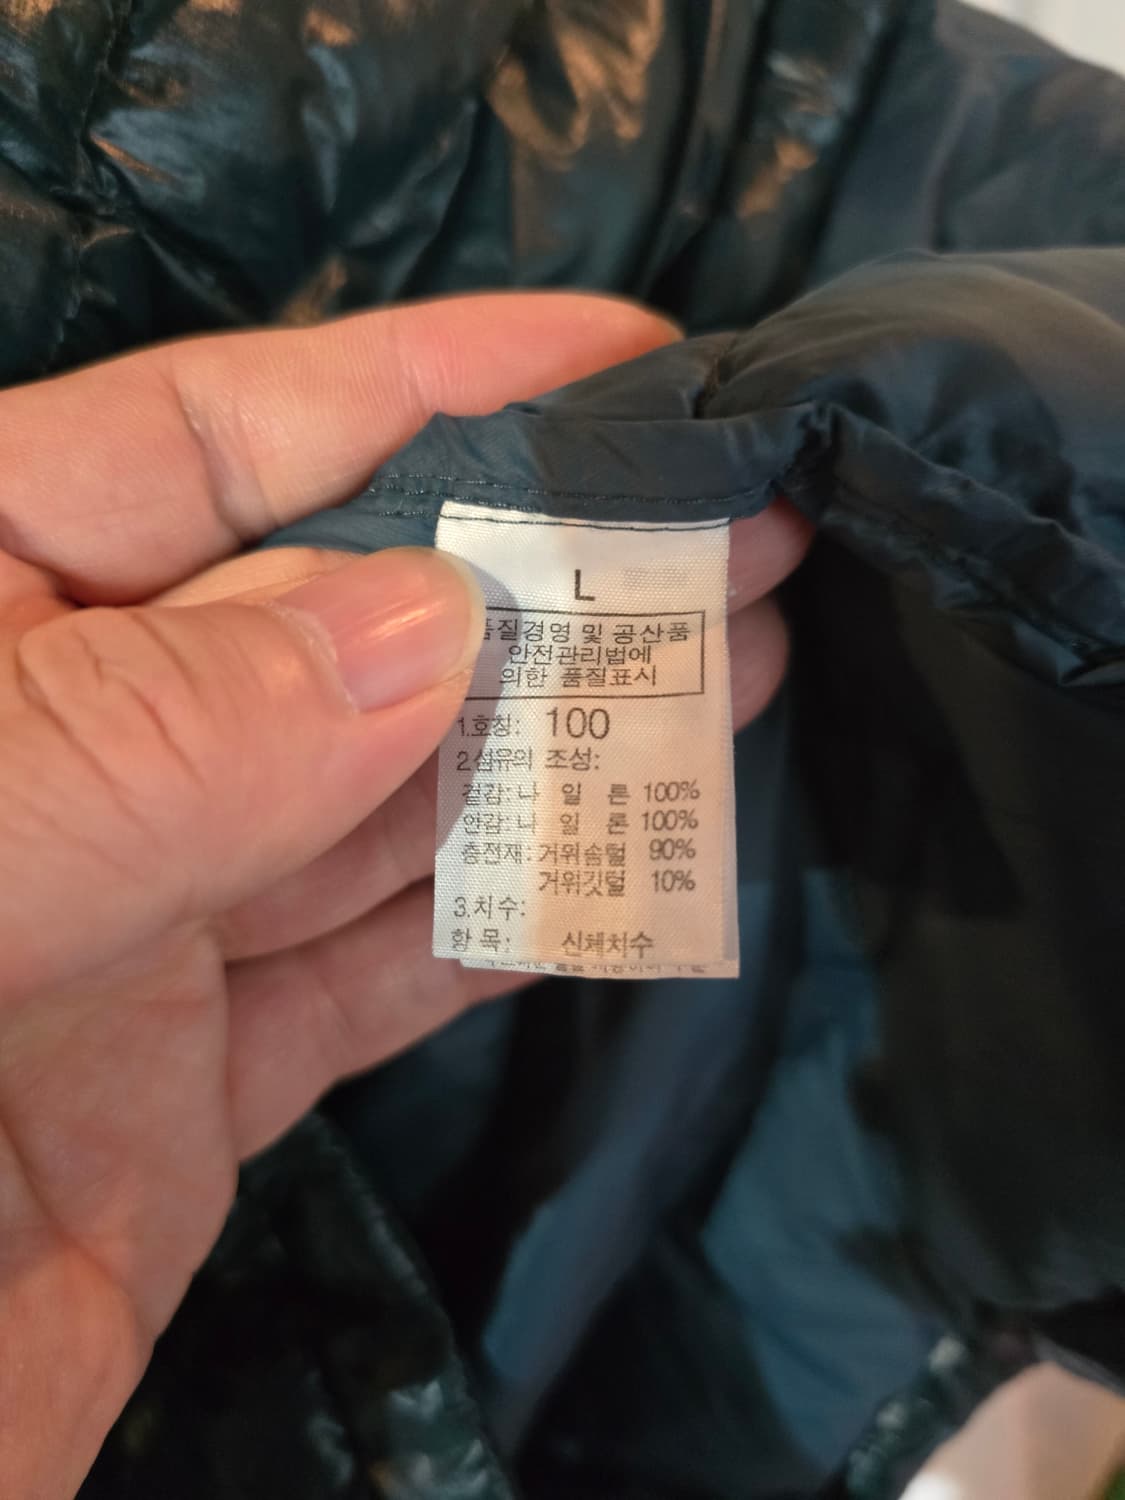 L
품질경영 및 공산품
안전관리법에
의한 품질표시
1.호칭: 100
2.섬유의 조성:
겉감: 나 일 론 100%
안감: 나 일 론 100%
충전재: 거위솜털 90%
거위깃털 10%
3.치수:
항 목: 신체치수